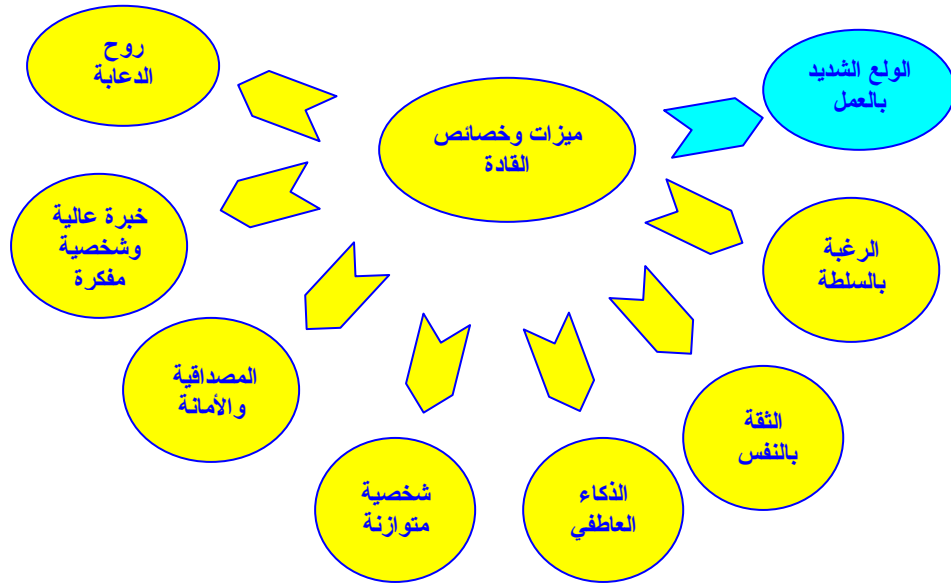 ميزات وخصائص
القادة
الولع الشديد
بالعمل
الرغبة
بالسلطة
الثقة
بالنفس
الذكاء
العاطفي
شخصية
متوازنة
المصداقية
والأمانة
خبرة عالية
وشخصية
مفكرة
روح
الدعابة